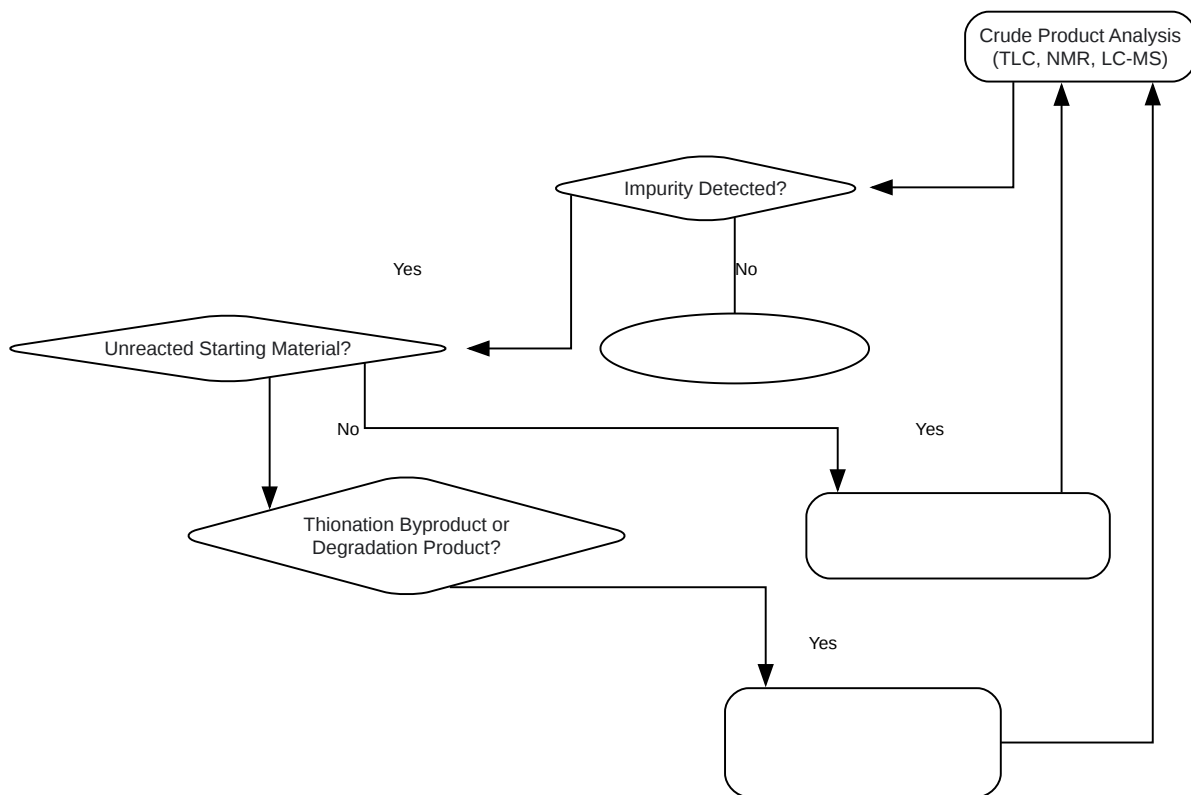 Crude Product Analysis
(TLC, NMR, LC-MS)
Impurity Detected?
Yes
No
Unreacted Starting Material?
No
Yes
Thionation Byproduct or
Degradation Product?
Yes